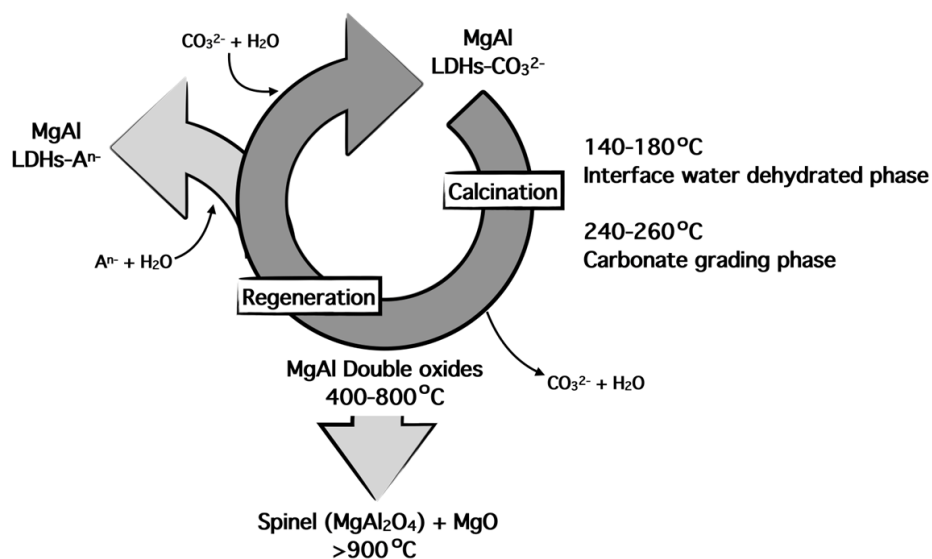 CO₃²⁻ + H₂O
MgAl
LDHs-CO₃²⁻
MgAl
LDHs-Aⁿ⁻
140-180°C
Interface water dehydrated phase
Calcination
240-260°C
Carbonate grading phase
Aⁿ⁻ + H₂O
Regeneration
MgAl Double oxides
400-800°C
CO₃²⁻ + H₂O
Spinel (MgAl₂O₄) + MgO
>900°C